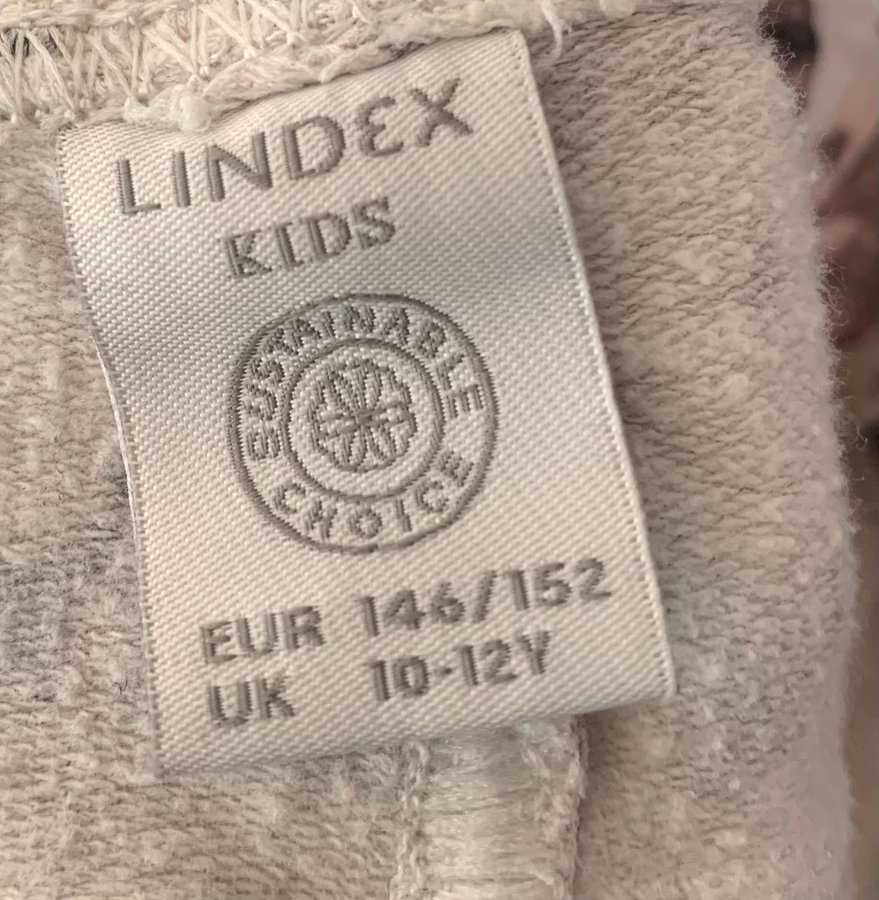 LINDEX
KIDS
SUSTAINABLE
CHOICE
EUR 146/152
UK 10-12Y